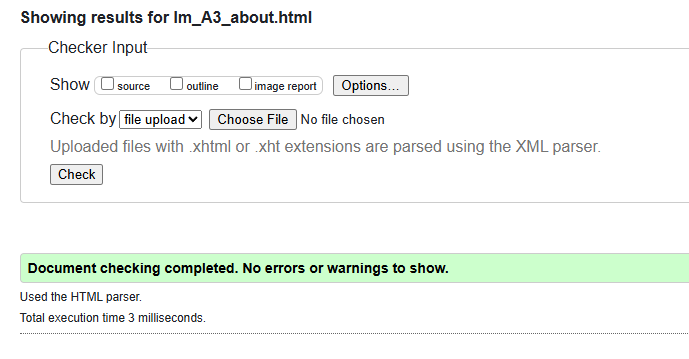 Showing results for lm_A3_about.html
Checker Input
Show source outline image report Options...
Check by file upload Choose File No file chosen
Uploaded files with .xhtml or .xht extensions are parsed using the XML parser.
Check
Document checking completed. No errors or warnings to show.
Used the HTML parser.
Total execution time 3 milliseconds.